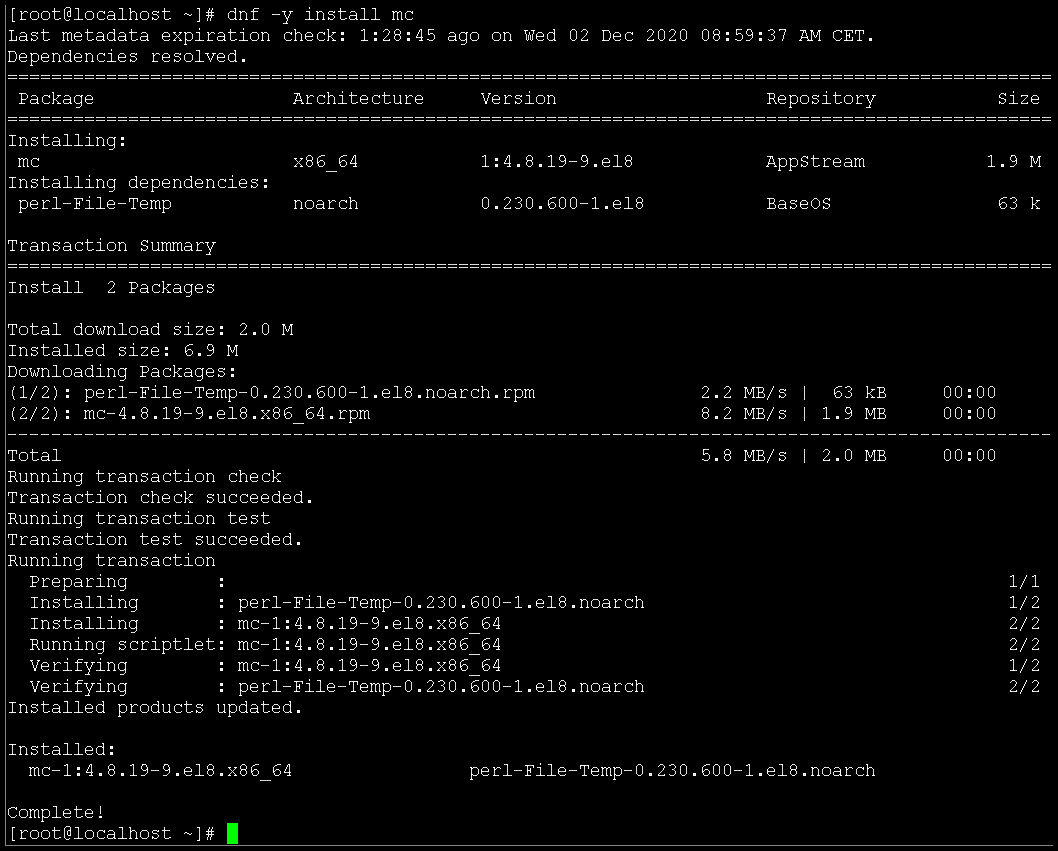 [root@localhost ~]# dnf -y install mc
Last metadata expiration check: 1:28:45 ago on Wed 02 Dec 2020 08:59:37 AM CET.
Dependencies resolved.
===============================================================================================
 Package                  Architecture     Version                   Repository           Size
===============================================================================================
Installing:
 mc                       x86_64           1:4.8.19-9.el8            AppStream           1.9 M
Installing dependencies:
 perl-File-Temp           noarch           0.230.600-1.el8           BaseOS               63 k

Transaction Summary
===============================================================================================
Install  2 Packages

Total download size: 2.0 M
Installed size: 6.9 M
Downloading Packages:
(1/2): perl-File-Temp-0.230.600-1.el8.noarch.rpm               2.2 MB/s |  63 kB     00:00
(2/2): mc-4.8.19-9.el8.x86_64.rpm                              8.2 MB/s | 1.9 MB     00:00
-----------------------------------------------------------------------------------------------
Total                                                          5.8 MB/s | 2.0 MB     00:00
Running transaction check
Transaction check succeeded.
Running transaction test
Transaction test succeeded.
Running transaction
  Preparing        :                                                                       1/1
  Installing       : perl-File-Temp-0.230.600-1.el8.noarch                                 1/2
  Installing       : mc-1:4.8.19-9.el8.x86_64                                              2/2
  Running scriptlet: mc-1:4.8.19-9.el8.x86_64                                              2/2
  Verifying        : mc-1:4.8.19-9.el8.x86_64                                              1/2
  Verifying        : perl-File-Temp-0.230.600-1.el8.noarch                                 2/2
Installed products updated.

Installed:
  mc-1:4.8.19-9.el8.x86_64                perl-File-Temp-0.230.600-1.el8.noarch

Complete!
[root@localhost ~]#